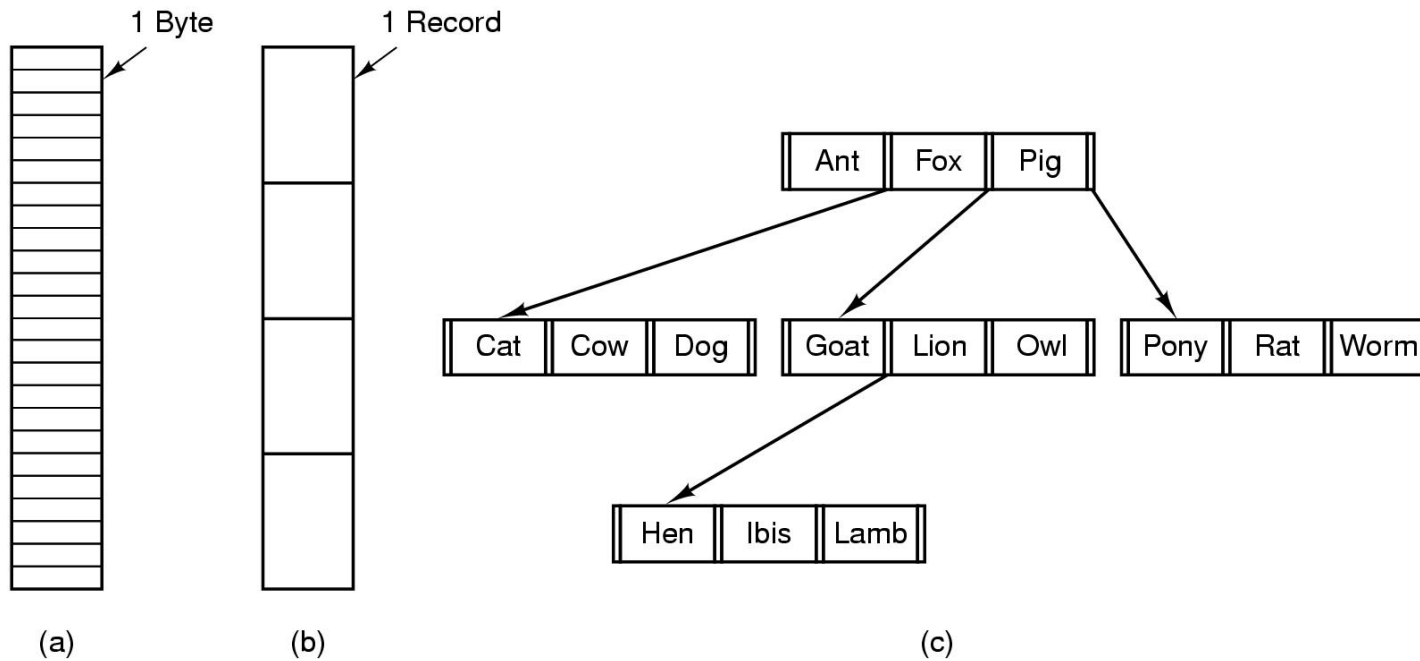 1 Byte
1 Record
Ant Fox Pig
Cat Cow Dog
Goat Lion Owl
Pony Rat Worm
Hen Ibis Lamb
(a)
(b)
(c)